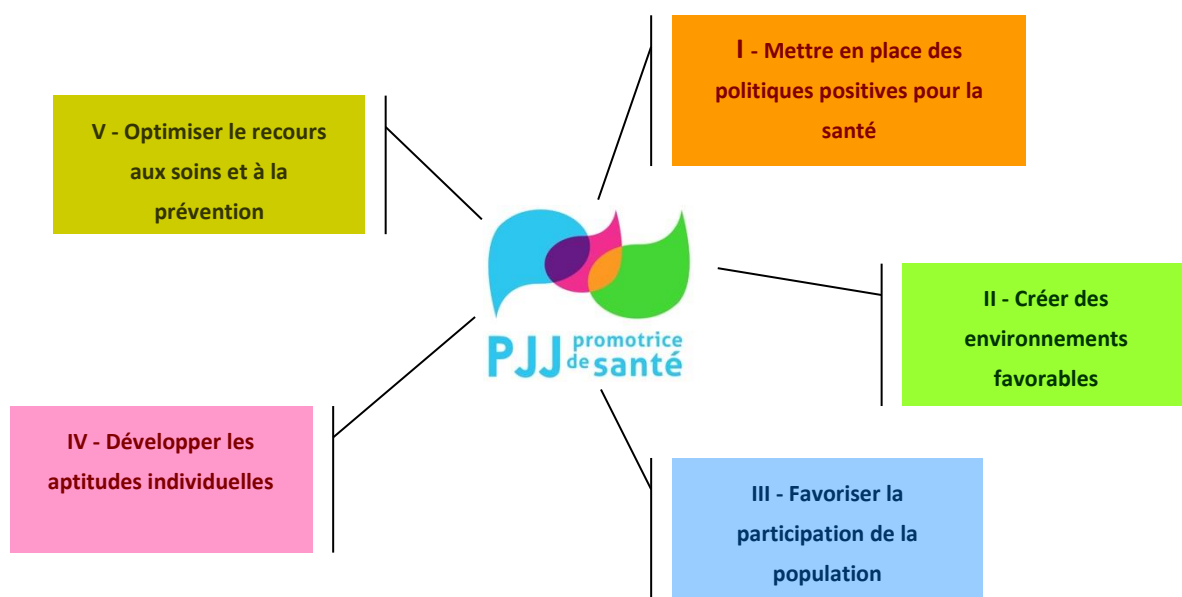 I - Mettre en place des
politiques positives pour la
santé
V - Optimiser le recours
aux soins et à la
prévention
PJJ promotrice
de santé
II - Créer des
environnements
favorables
IV - Développer les
aptitudes individuelles
III - Favoriser la
participation de la
population